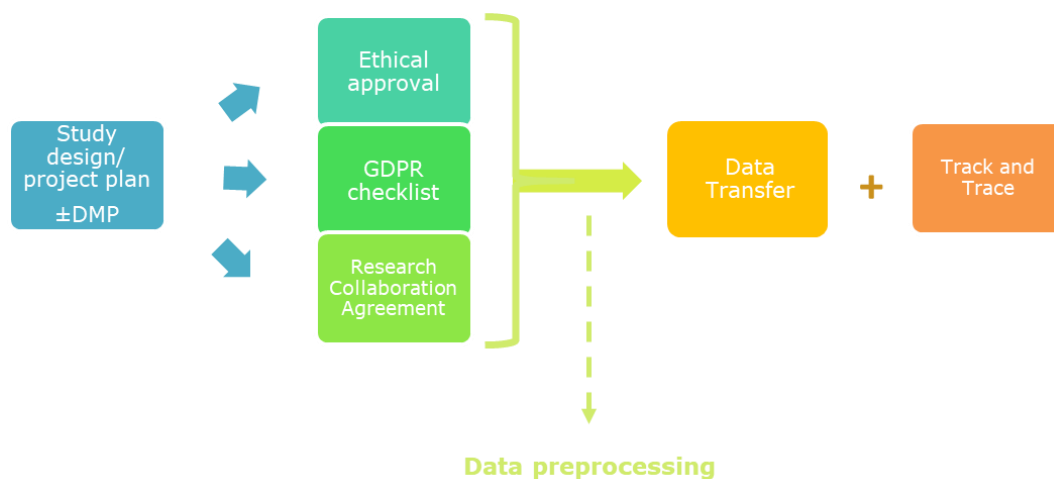 Study
design/
project plan
±DMP
Ethical
approval
GDPR
checklist
Research
Collaboration
Agreement
Data
Transfer
+
Track and
Trace
Data preprocessing